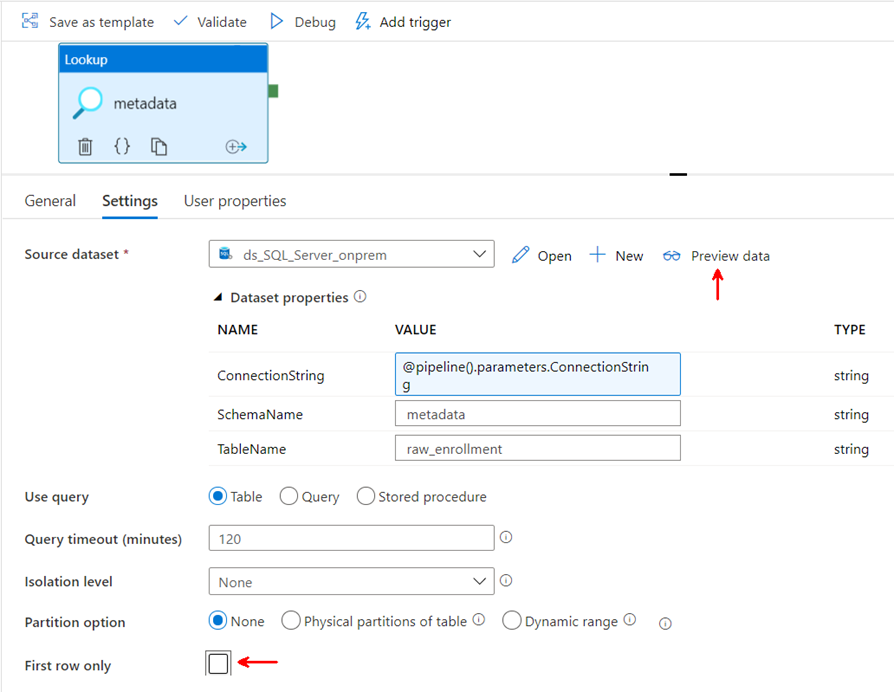 Save as template Validate Debug Add trigger
Lookup
metadata
{}
General Settings User properties
Source dataset * ds_SQL_Server_onprem Open New Preview data
Dataset properties
NAME VALUE TYPE
ConnectionString @pipeline().parameters.ConnectionStrin
g string
SchemaName metadata string
TableName raw_enrollment string
Use query Table Query Stored procedure
Query timeout (minutes) 120
Isolation level None
Partition option None Physical partitions of table Dynamic range
First row only